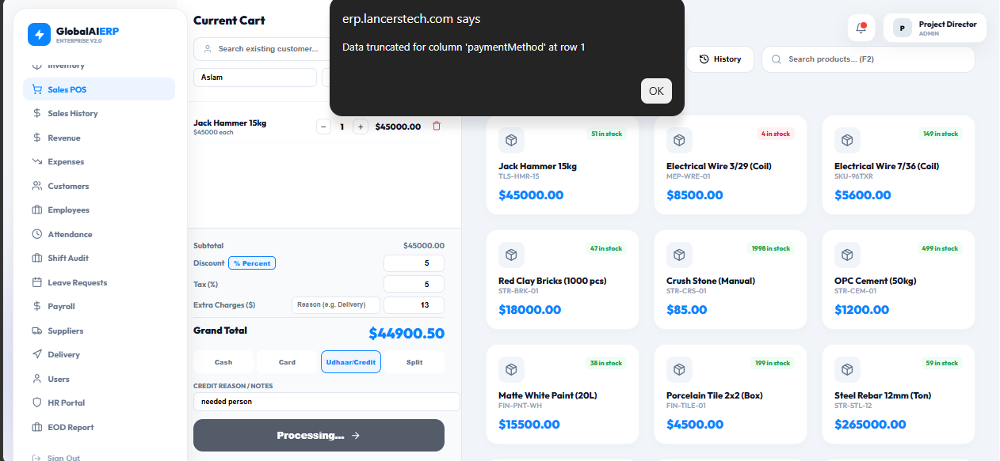 erp.lancerstech.com says
Data truncated for column 'paymentMethod' at row 1
OK
GlobalAIERP
ENTERPRISE V2.0
Inventory
Sales POS
Sales History
Revenue
Expenses
Customers
Employees
Attendance
Shift Audit
Leave Requests
Payroll
Suppliers
Delivery
Users
HR Portal
EOD Report
Sign Out
Current Cart
Search existing customer...
Aslam
Jack Hammer 15kg
$45000 each
− 1 + $45000.00
Subtotal $45000.00
Discount % Percent 5
Tax (%) 5
Extra Charges ($) Reason (e.g. Delivery) 13
Grand Total $44900.50
Cash Card Udhaar/Credit Split
CREDIT REASON / NOTES
needed person
Processing... →
P Project Director
ADMIN
History
Search products... (F2)
51 in stock
Jack Hammer 15kg
TLS-HMR-15
$45000.00
4 in stock
Electrical Wire 3/29 (Coil)
MEP-WRE-01
$8500.00
149 in stock
Electrical Wire 7/36 (Coil)
SKU-96TXR
$5600.00
47 in stock
Red Clay Bricks (1000 pcs)
STR-BRK-01
$18000.00
1998 in stock
Crush Stone (Manual)
STR-CRS-01
$85.00
499 in stock
OPC Cement (50kg)
STR-CEM-01
$1200.00
38 in stock
Matte White Paint (20L)
FIN-PNT-WH
$15500.00
199 in stock
Porcelain Tile 2x2 (Box)
FIN-TILE-01
$4500.00
59 in stock
Steel Rebar 12mm (Ton)
STR-STL-12
$265000.00